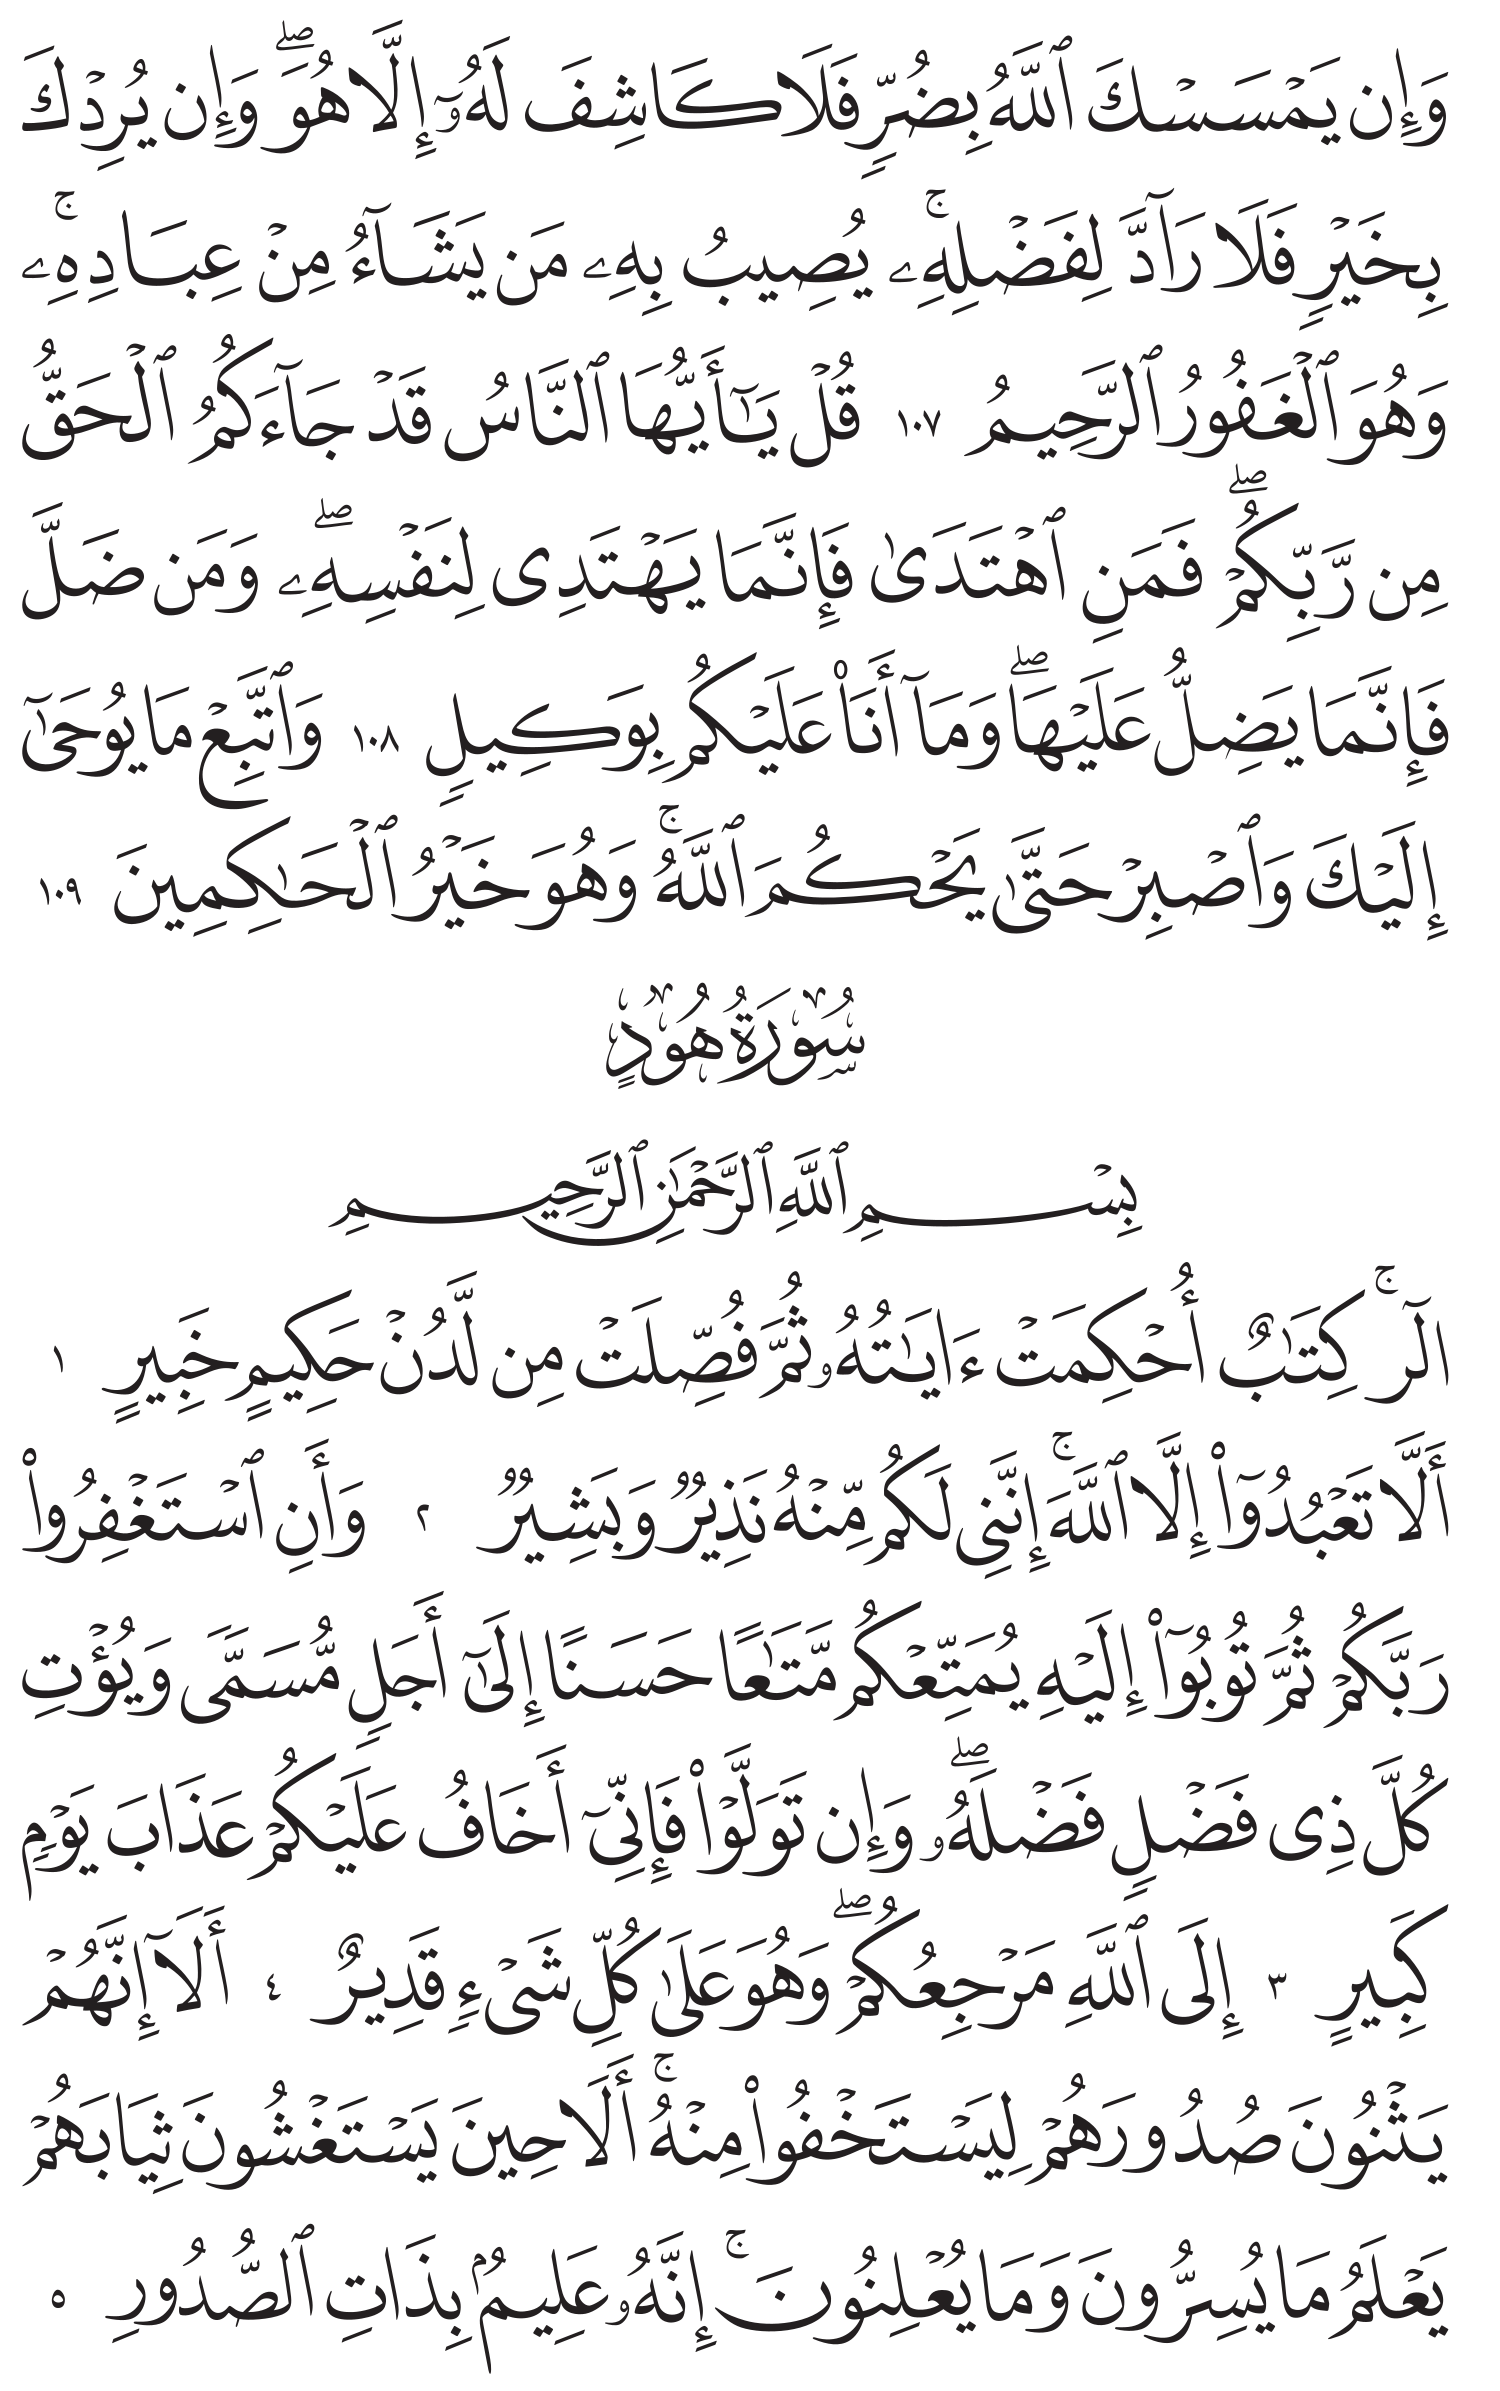 وَإِن يَمْسَسْكَ ٱللَّهُ بِضُرٍّ فَلَا كَاشِفَ لَهُۥٓ إِلَّا هُوَ ۖ وَإِن يُرِدْكَ
بِخَيْرٍ فَلَا رَآدَّ لِفَضْلِهِۦ ۚ يُصِيبُ بِهِۦ مَن يَشَآءُ مِنْ عِبَادِهِۦ ۚ
وَهُوَ ٱلْغَفُورُ ٱلرَّحِيمُ ١٠٧ قُلْ يَـٰٓأَيُّهَا ٱلنَّاسُ قَدْ جَآءَكُمُ ٱلْحَقُّ
مِن رَّبِّكُمْ ۖ فَمَنِ ٱهْتَدَىٰ فَإِنَّمَا يَهْتَدِى لِنَفْسِهِۦ ۖ وَمَن ضَلَّ
فَإِنَّمَا يَضِلُّ عَلَيْهَا ۖ وَمَآ أَنَا۠ عَلَيْكُم بِوَكِيلٍ ١٠٨ وَٱتَّبِعْ مَا يُوحَىٰٓ
إِلَيْكَ وَٱصْبِرْ حَتَّىٰ يَحْكُمَ ٱللَّهُ ۚ وَهُوَ خَيْرُ ٱلْحَـٰكِمِينَ ١٠٩
سُورَةُ هُودٍ
بِسْمِ ٱللَّهِ ٱلرَّحْمَـٰنِ ٱلرَّحِيمِ
الٓر ۚ كِتَـٰبٌ أُحْكِمَتْ ءَايَـٰتُهُۥ ثُمَّ فُصِّلَتْ مِن لَّدُنْ حَكِيمٍ خَبِيرٍ ١
أَلَّا تَعْبُدُوٓا۟ إِلَّا ٱللَّهَ ۚ إِنَّنِى لَكُم مِّنْهُ نَذِيرٌ وَبَشِيرٌ ٢ وَأَنِ ٱسْتَغْفِرُوا۟
رَبَّكُمْ ثُمَّ تُوبُوٓا۟ إِلَيْهِ يُمَتِّعْكُم مَّتَـٰعًا حَسَنًا إِلَىٰٓ أَجَلٍ مُّسَمًّى وَيُؤْتِ
كُلَّ ذِى فَضْلٍ فَضْلَهُۥ ۖ وَإِن تَوَلَّوْا۟ فَإِنِّىٓ أَخَافُ عَلَيْكُمْ عَذَابَ يَوْمٍ
كَبِيرٍ ٣ إِلَى ٱللَّهِ مَرْجِعُكُمْ ۖ وَهُوَ عَلَىٰ كُلِّ شَىْءٍ قَدِيرٌ ٤ أَلَآ إِنَّهُمْ
يَثْنُونَ صُدُورَهُمْ لِيَسْتَخْفُوا۟ مِنْهُ ۚ أَلَا حِينَ يَسْتَغْشُونَ ثِيَابَهُمْ
يَعْلَمُ مَا يُسِرُّونَ وَمَا يُعْلِنُونَ ۚ إِنَّهُۥ عَلِيمٌۢ بِذَاتِ ٱلصُّدُورِ ٥